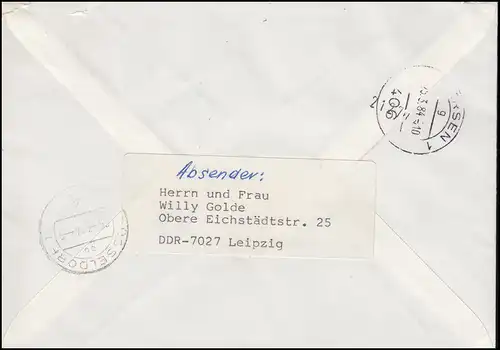 Absender:
Herrn und Frau
Willy Golde
Obere Eichstädtstr. 25
DDR-7027 Leipzig